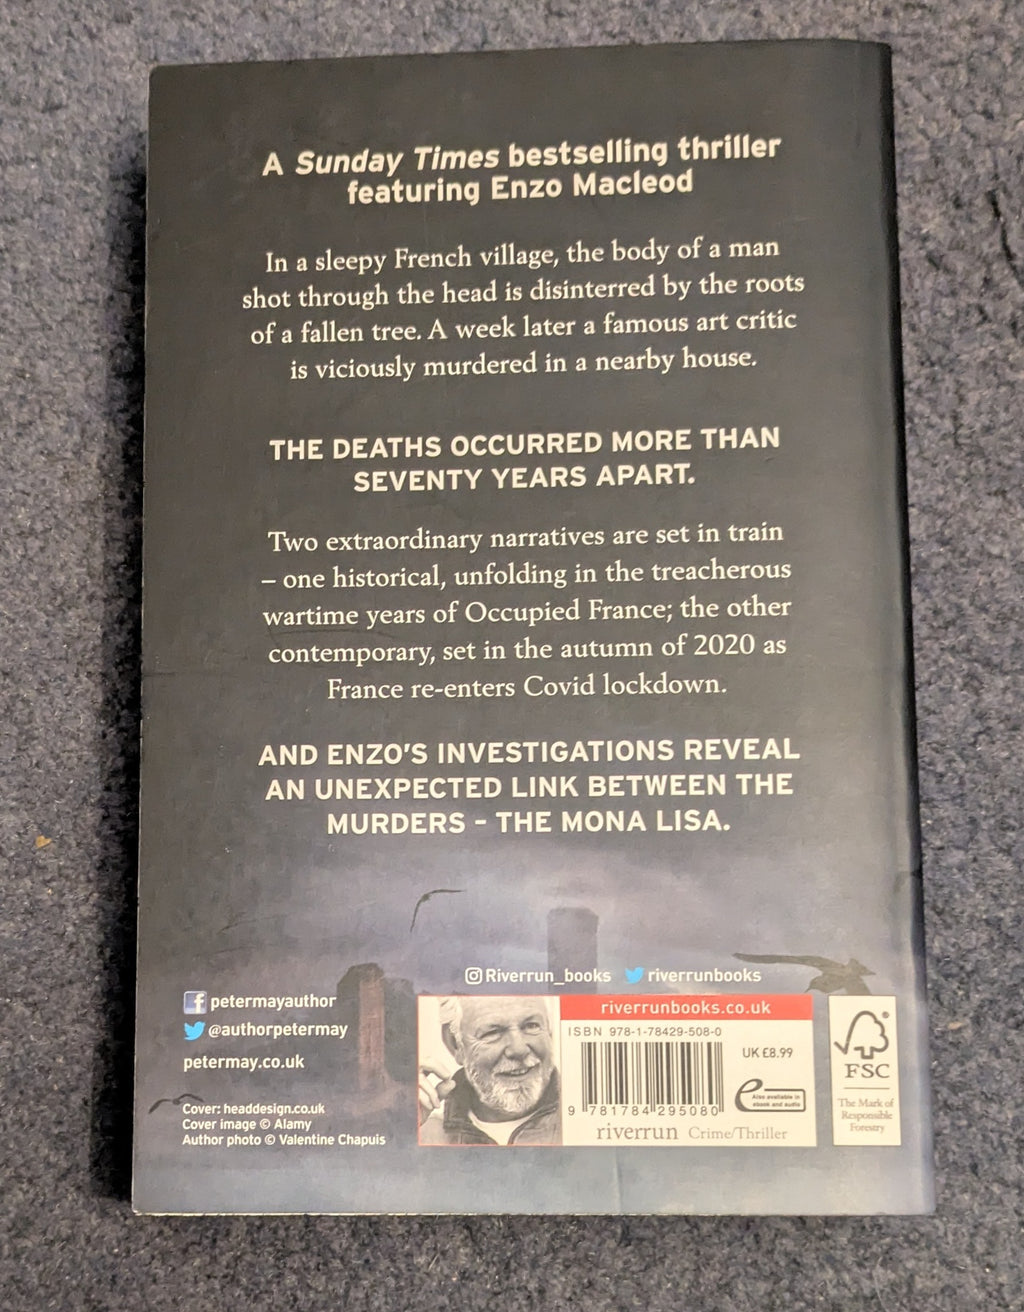 A Sunday Times bestselling thriller
featuring Enzo Macleod
In a sleepy French village, the body of a man
shot through the head is disinterred by the roots
of a fallen tree. A week later a famous art critic
is viciously murdered in a nearby house.
THE DEATHS OCCURRED MORE THAN
SEVENTY YEARS APART.
Two extraordinary narratives are set in train
– one historical, unfolding in the treacherous
wartime years of Occupied France; the other
contemporary, set in the autumn of 2020 as
France re-enters Covid lockdown.
AND ENZO'S INVESTIGATIONS REVEAL
AN UNEXPECTED LINK BETWEEN THE
MURDERS – THE MONA LISA.
Riverrun_books riverrunbooks
petermayauthor
@authorpetermay
petermay.co.uk
Cover: headdesign.co.uk
Cover image © Alamy
Author photo © Valentine Chapuis
riverrunbooks.co.uk
ISBN 978-1-78429-508-0
UK £8.99
Also available in
ebook and audio
9 781784 295080
riverrun Crime/Thriller
FSC
The Mark of
Responsible
Forestry